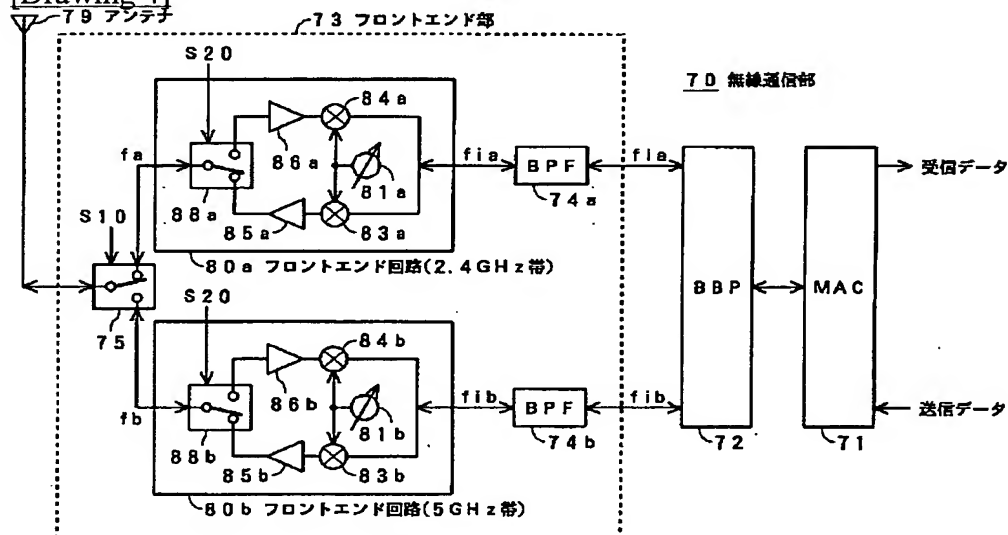 ７９ アンテナ
７３ フロントエンド部
Ｓ２０
７０ 無線通信部
８４ａ
ｆａ
８６ａ
ｆｉａ
ＢＰＦ
ｆｉａ
受信データ
８１ａ
７４ａ
８８ａ
Ｓ１０
８５ａ
８３ａ
８０ａ フロントエンド回路(２.４ＧＨｚ帯)
ＢＢＰ
ＭＡＣ
Ｓ２０
７５
８４ｂ
８６ｂ
ｆｉｂ
ＢＰＦ
ｆｉｂ
送信データ
ｆｂ
８１ｂ
７４ｂ
７２
７１
８８ｂ
８５ｂ
８３ｂ
８０ｂ フロントエンド回路(５ＧＨｚ帯)